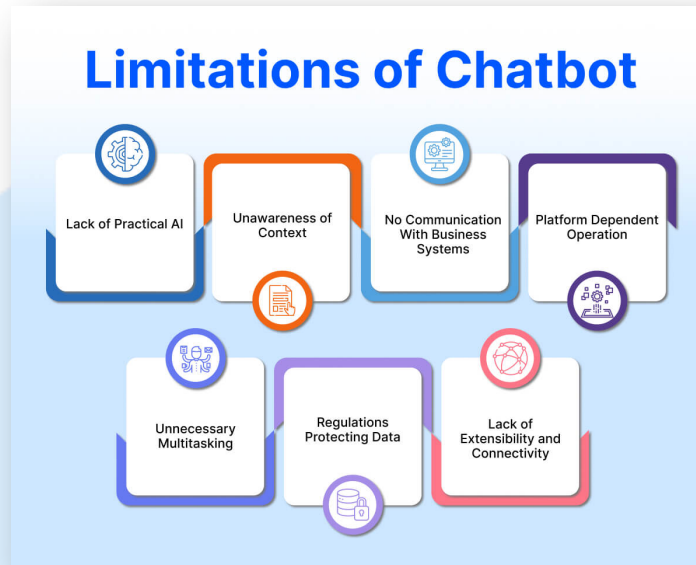 Limitations of Chatbot
Lack of Practical AI
Unawareness of
Context
No Communication
With Business
Systems
Platform Dependent
Operation
Unnecessary
Multitasking
Regulations
Protecting Data
Lack of
Extensibility and
Connectivity